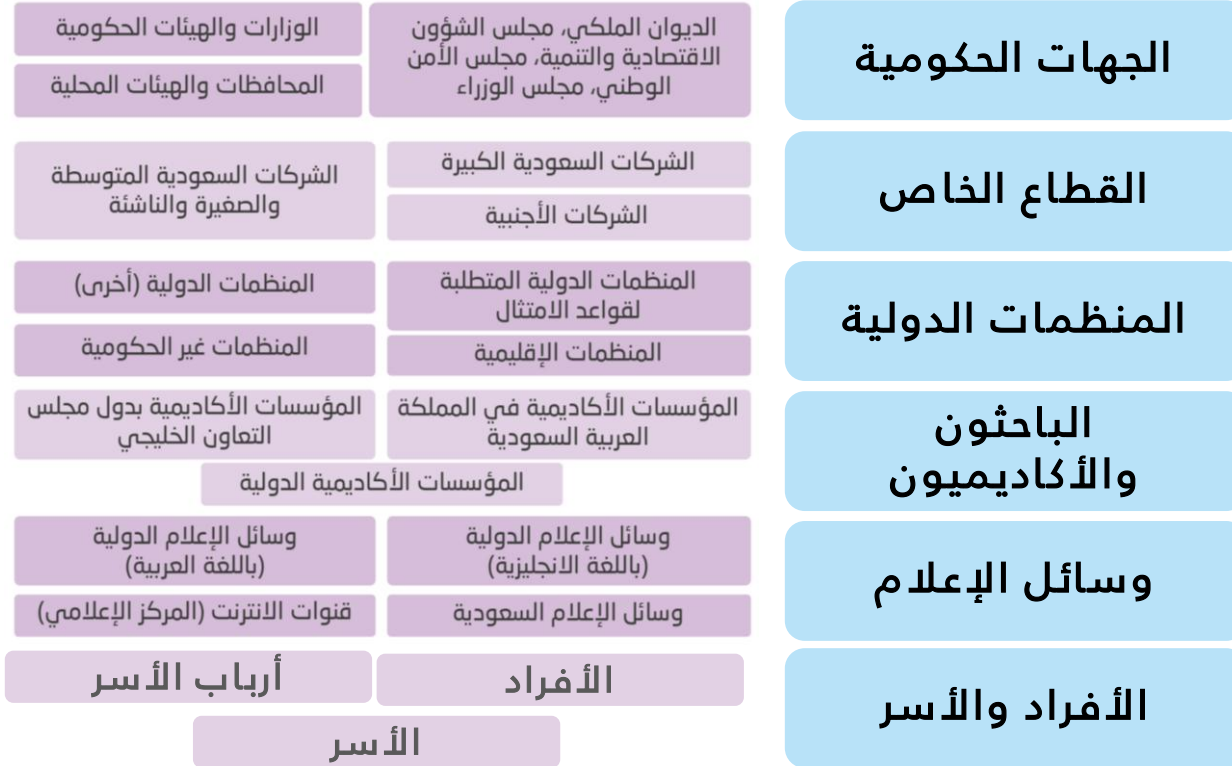 الجهات الحكومية
الديوان الملكي، مجلس الشؤون
الاقتصادية والتنمية، مجلس الأمن
الوطني، مجلس الوزراء
الوزارات والهيئات الحكومية
المحافظات والهيئات المحلية
القطاع الخاص
الشركات السعودية الكبيرة
الشركات الأجنبية
الشركات السعودية المتوسطة
والصغيرة والناشئة
المنظمات الدولية
المنظمات الدولية المتطلبة
لقواعد الامتثال
المنظمات الدولية (أخرى)
المنظمات الإقليمية
المنظمات غير الحكومية
الباحثون
والأكاديميون
المؤسسات الأكاديمية في المملكة
العربية السعودية
المؤسسات الأكاديمية بدول مجلس
التعاون الخليجي
المؤسسات الأكاديمية الدولية
وسائل الإعلام
وسائل الإعلام الدولية
(باللغة الانجليزية)
وسائل الإعلام الدولية
(باللغة العربية)
وسائل الإعلام السعودية
قنوات الانترنت (المركز الإعلامي)
الأفراد والأسر
الأفراد
أرباب الأسر
الأسر